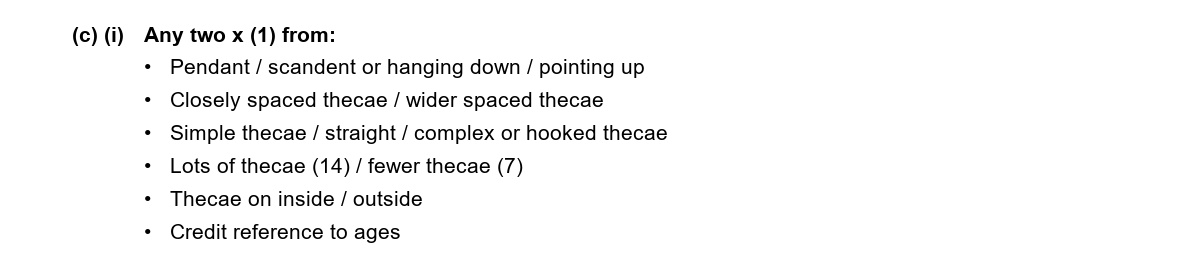 (c) (i) Any two x (1) from:
• Pendant / scandent or hanging down / pointing up
• Closely spaced thecae / wider spaced thecae
• Simple thecae / straight / complex or hooked thecae
• Lots of thecae (14) / fewer thecae (7)
• Thecae on inside / outside
• Credit reference to ages